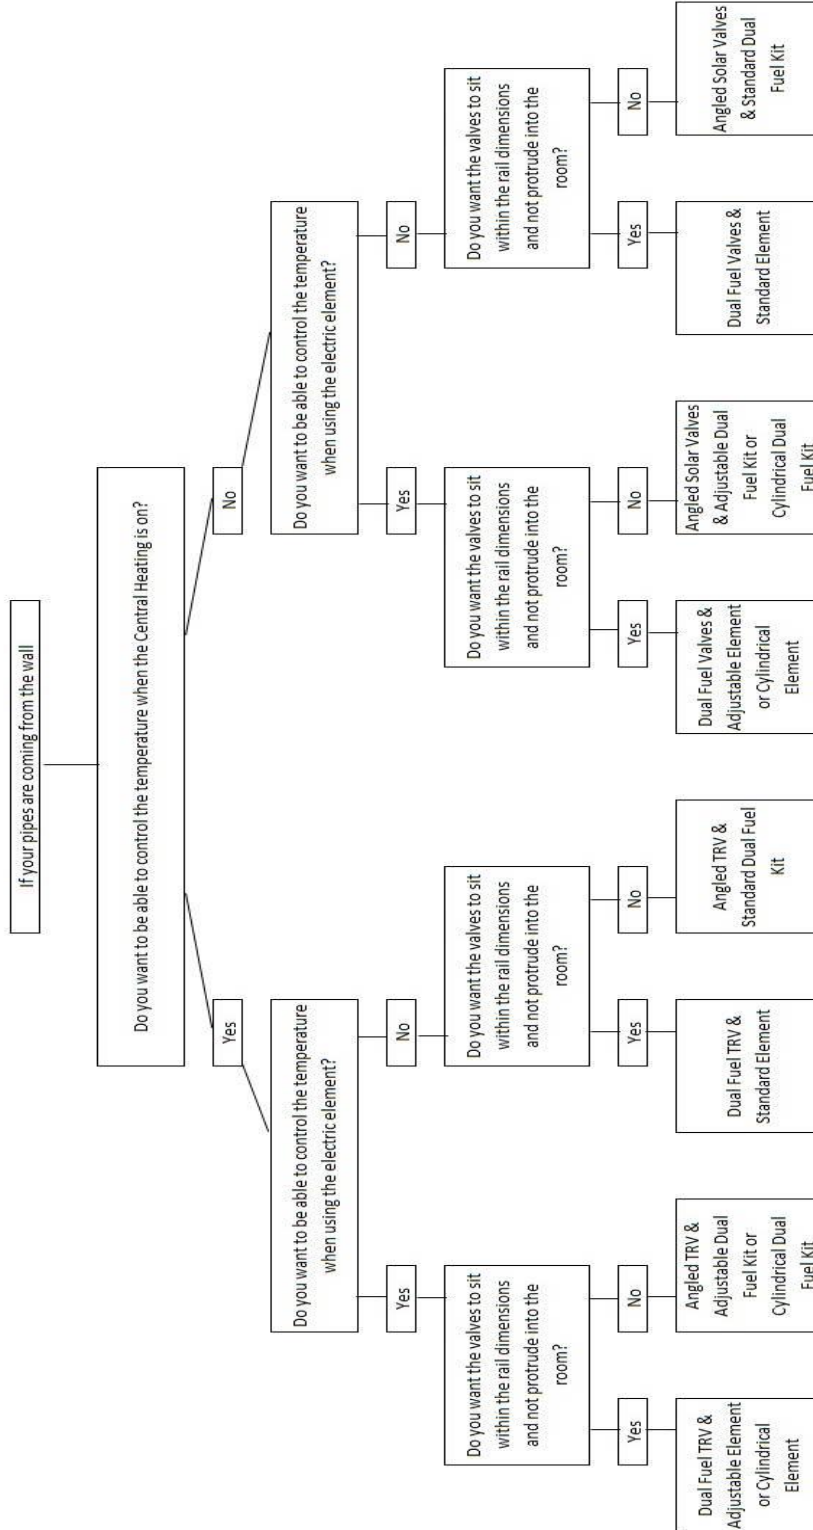 If your pipes are coming from the wall
Do you want to be able to control the temperature when the Central Heating is on?
Yes
No
Do you want to be able to control the temperature
when using the electric element?
Do you want to be able to control the temperature
when using the electric element?
Yes
No
Yes
No
Do you want the valves to sit
within the rail dimensions
and not protrude into the
room?
Do you want the valves to sit
within the rail dimensions
and not protrude into the
room?
Do you want the valves to sit
within the rail dimensions
and not protrude into the
room?
Do you want the valves to sit
within the rail dimensions
and not protrude into the
room?
Yes
No
Yes
No
Yes
No
Yes
No
Dual Fuel TRV &
Adjustable Element
or Cylindrical
Element
Angled TRV &
Adjustable Dual
Fuel Kit or
Cylindrical Dual
Fuel Kit
Dual Fuel TRV &
Standard Element
Angled TRV &
Standard Dual Fuel
Kit
Dual Fuel Valves &
Adjustable Element
or Cylindrical
Element
Angled Solar Valves
& Adjustable Dual
Fuel Kit or
Cylindrical Dual
Fuel Kit
Dual Fuel Valves &
Standard Element
Angled Solar Valves
& Standard Dual
Fuel Kit